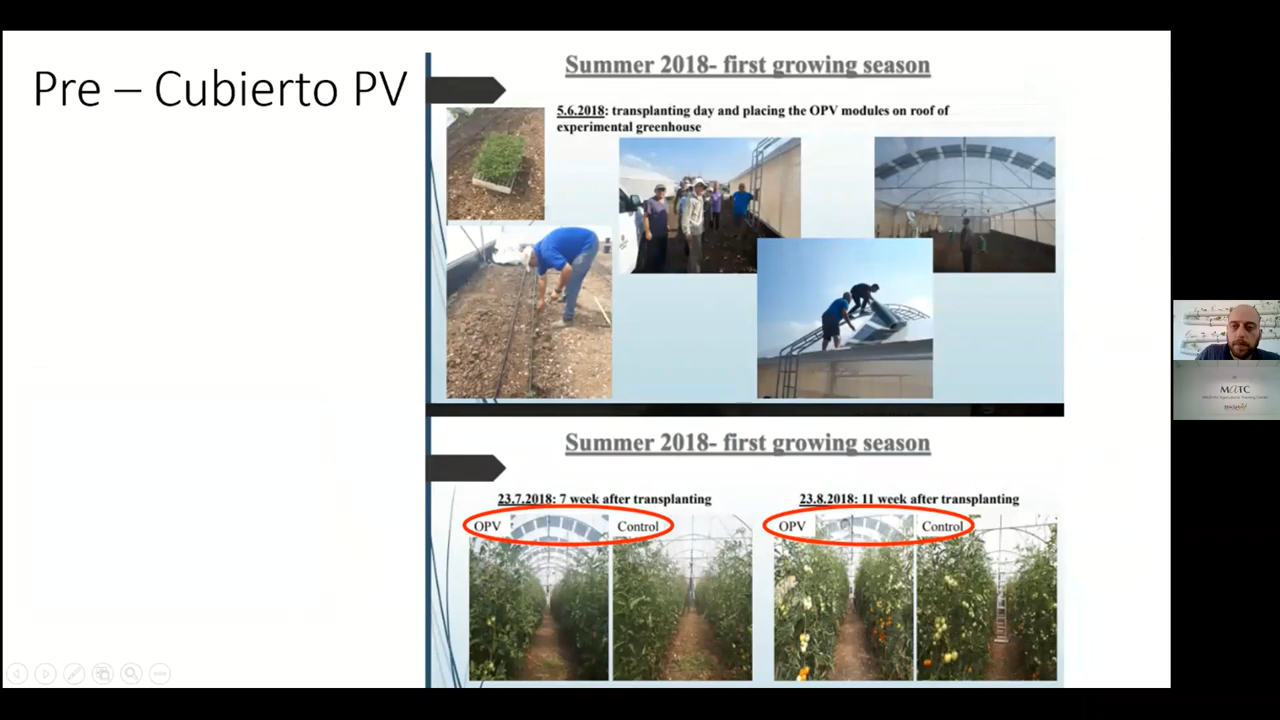 Pre – Cubierto PV
Summer 2018- first growing season
5.6.2018: transplanting day and placing the OPV modules on roof of
experimental greenhouse
Summer 2018- first growing season
23.7.2018: 7 week after transplanting
23.8.2018: 11 week after transplanting
OPV
Control
OPV
Control
M@TC